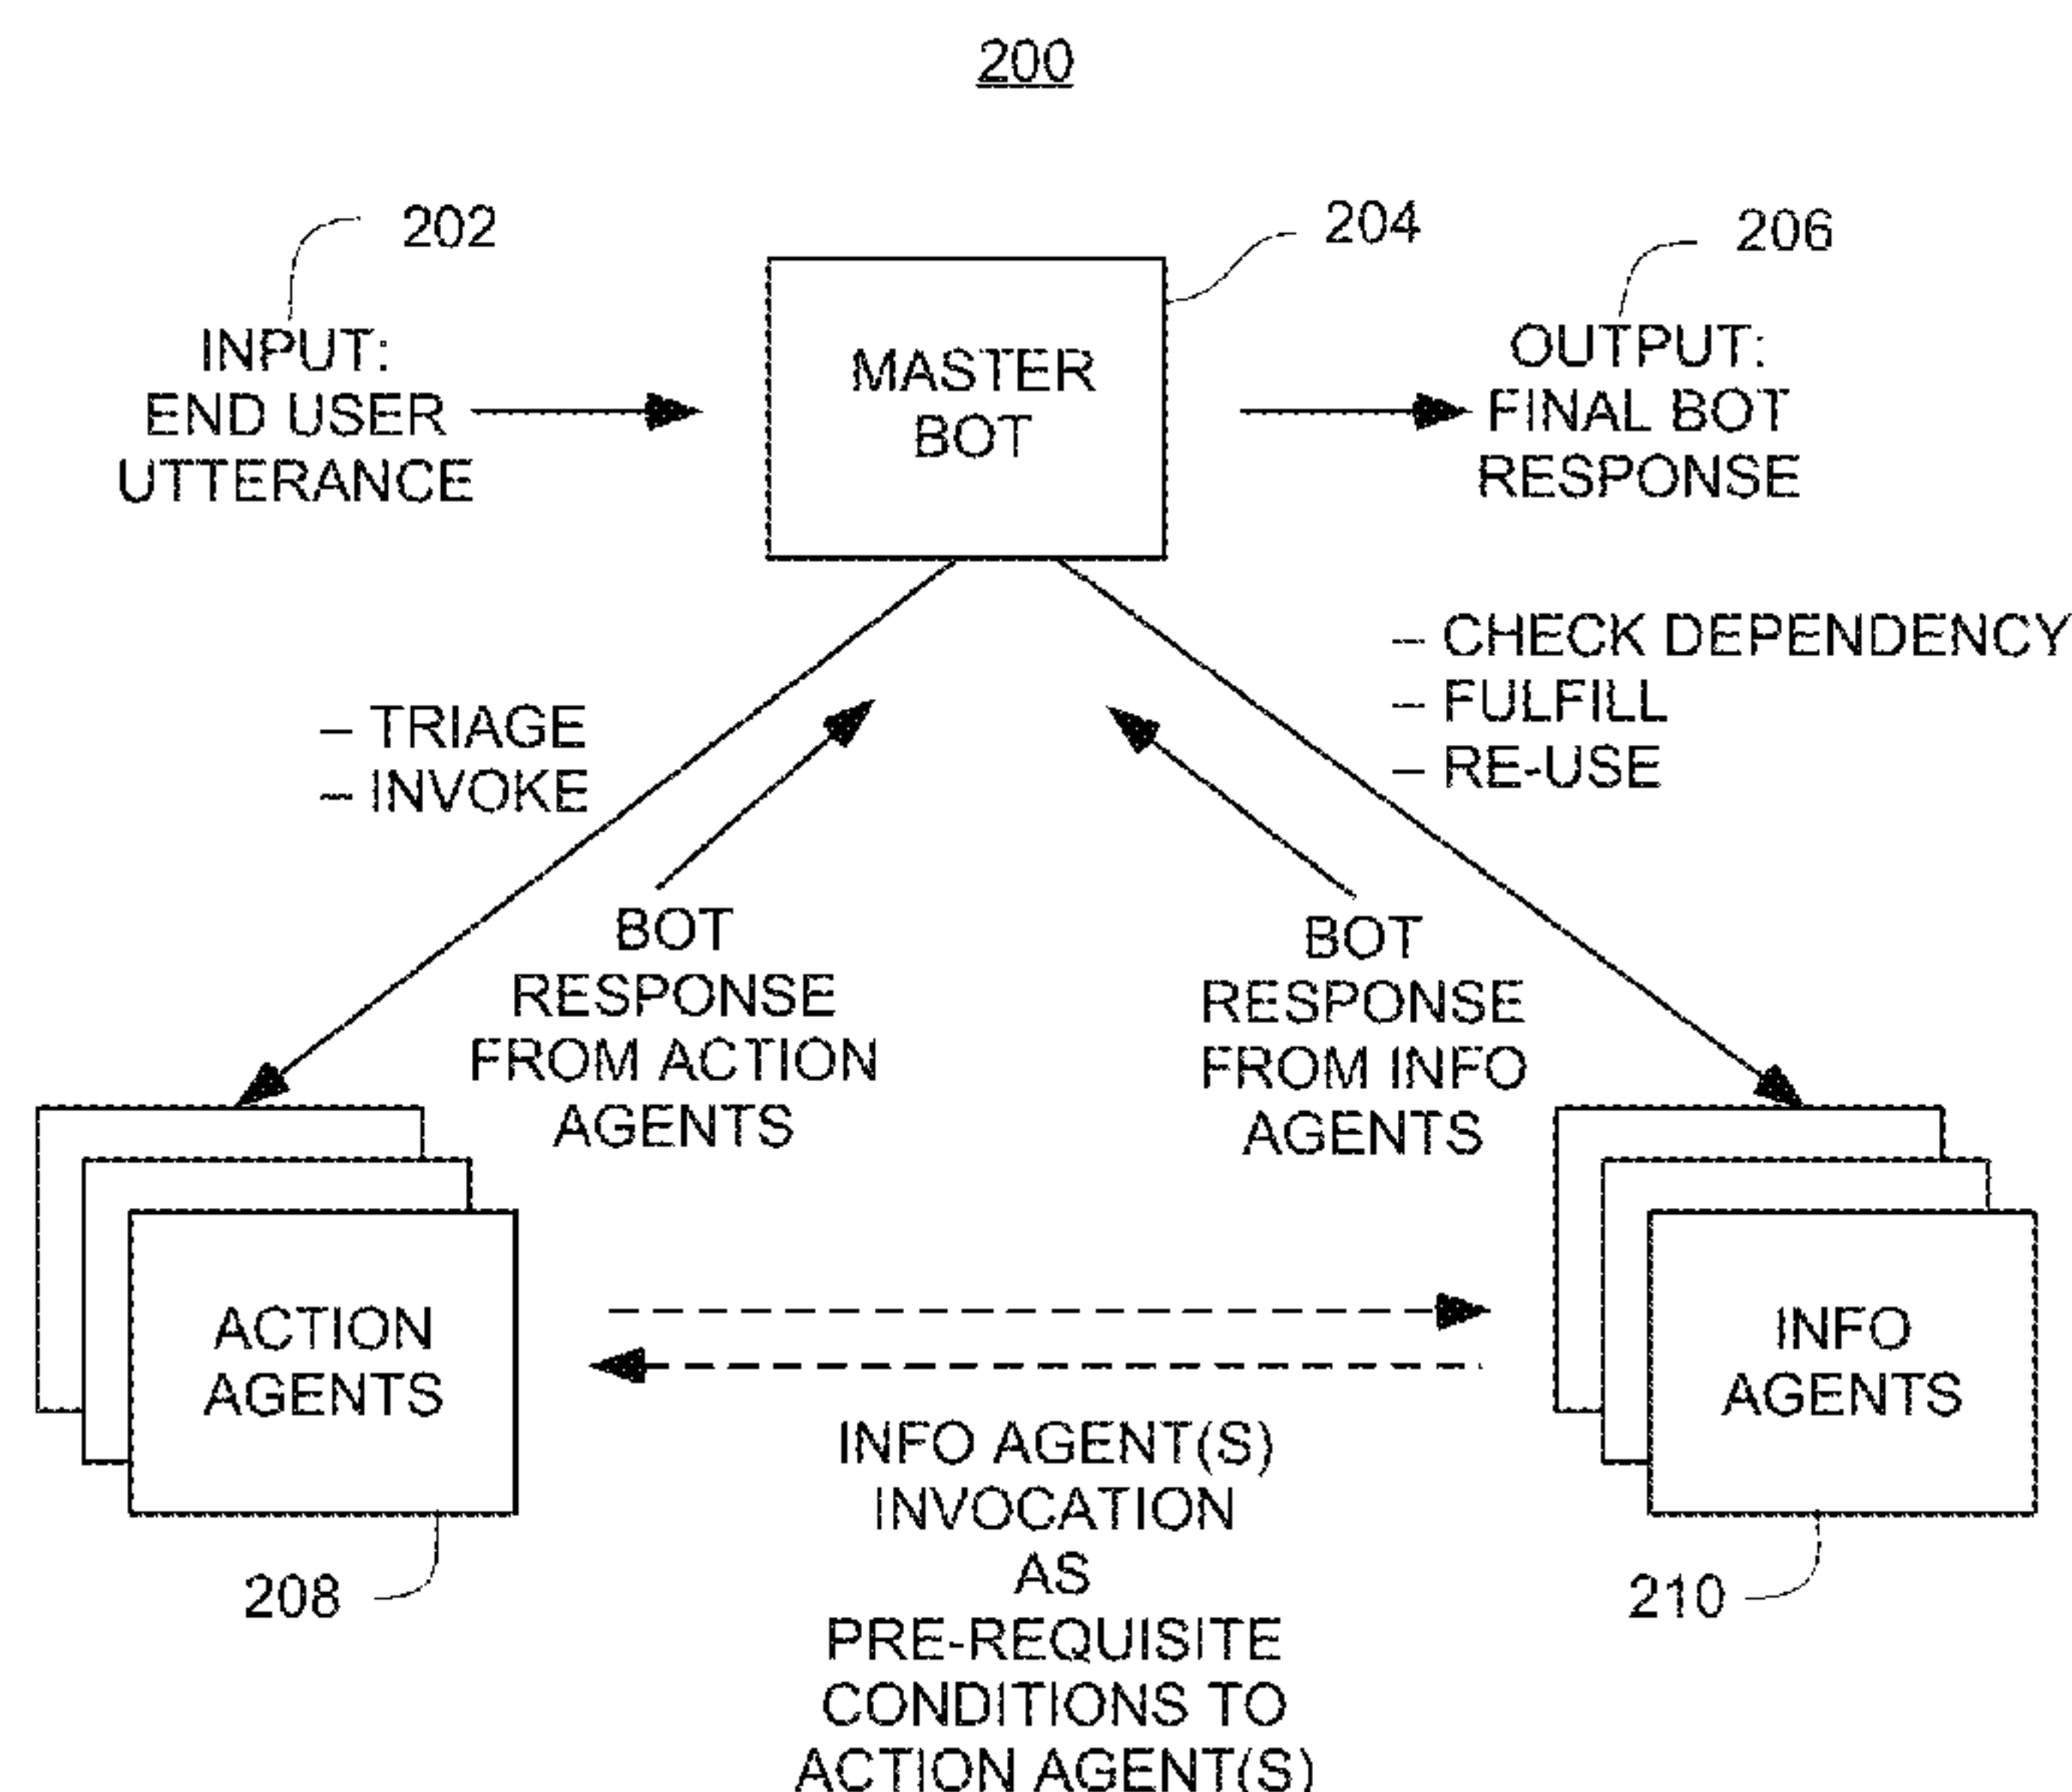 200
202
204
206
INPUT:
END USER
UTTERANCE
MASTER
BOT
OUTPUT:
FINAL BOT
RESPONSE
– TRIAGE
– INVOKE
– CHECK DEPENDENCY
– FULFILL
– RE-USE
BOT
RESPONSE
FROM ACTION
AGENTS
BOT
RESPONSE
FROM INFO
AGENTS
ACTION
AGENTS
INFO
AGENTS
INFO AGENT(S)
INVOCATION
AS
PRE-REQUISITE
CONDITIONS TO
ACTION AGENT(S)
208
210